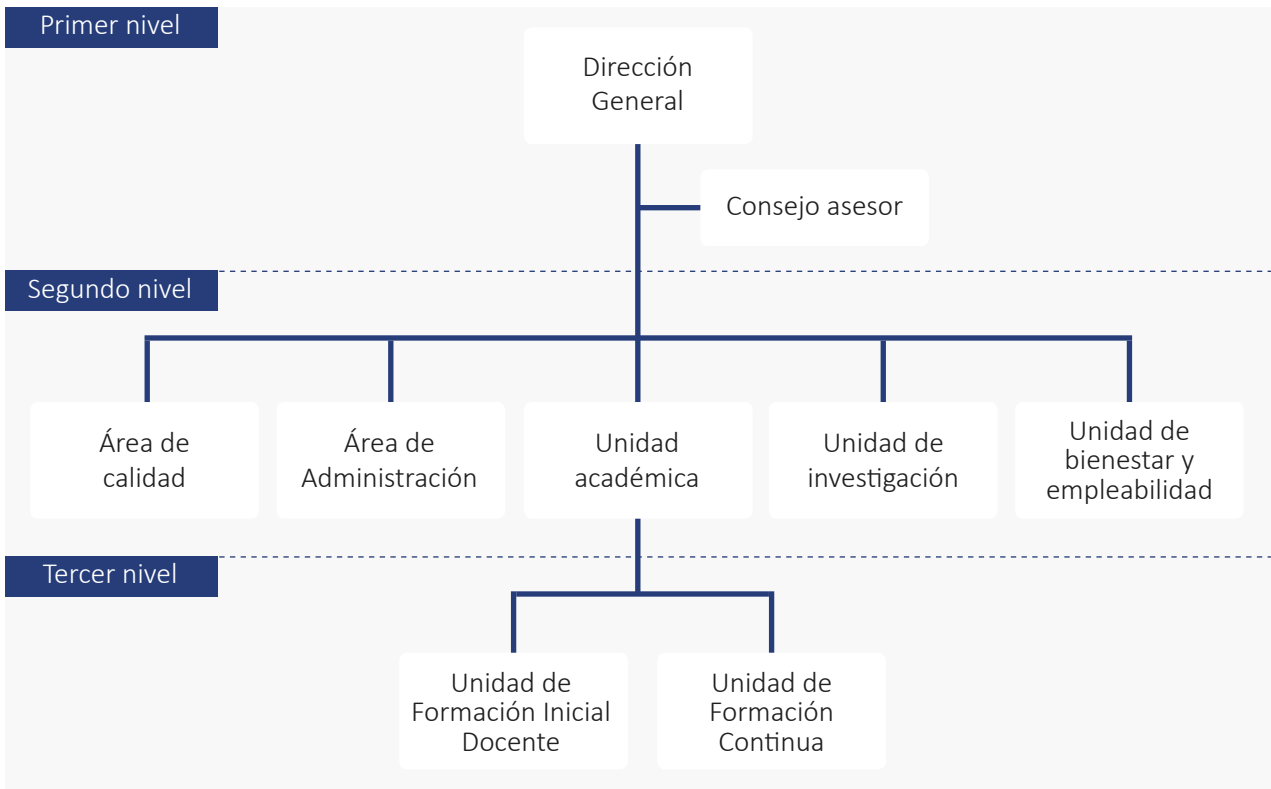 Primer nivel
Dirección
General
Consejo asesor
Segundo nivel
Área de
calidad
Área de
Administración
Unidad
académica
Unidad de
investigación
Unidad de
bienestar y
empleabilidad
Tercer nivel
Unidad de
Formación Inicial
Docente
Unidad de
Formación
Continua